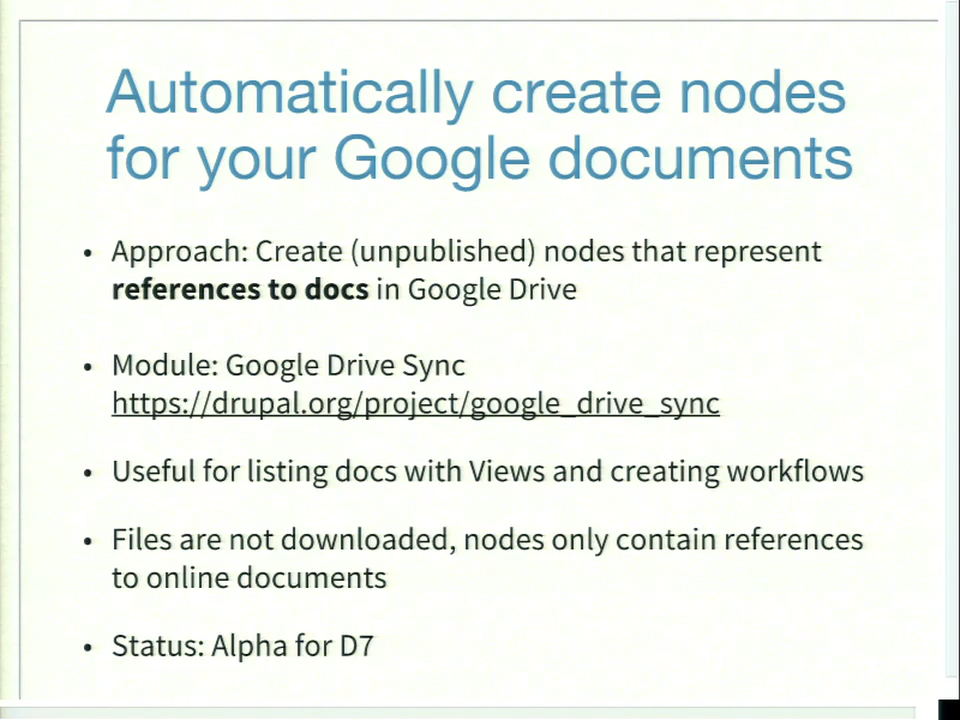 Automatically create nodes
for your Google documents
• Approach: Create (unpublished) nodes that represent
references to docs in Google Drive
• Module: Google Drive Sync
https://drupal.org/project/google_drive_sync
• Useful for listing docs with Views and creating workflows
• Files are not downloaded, nodes only contain references
to online documents
• Status: Alpha for D7